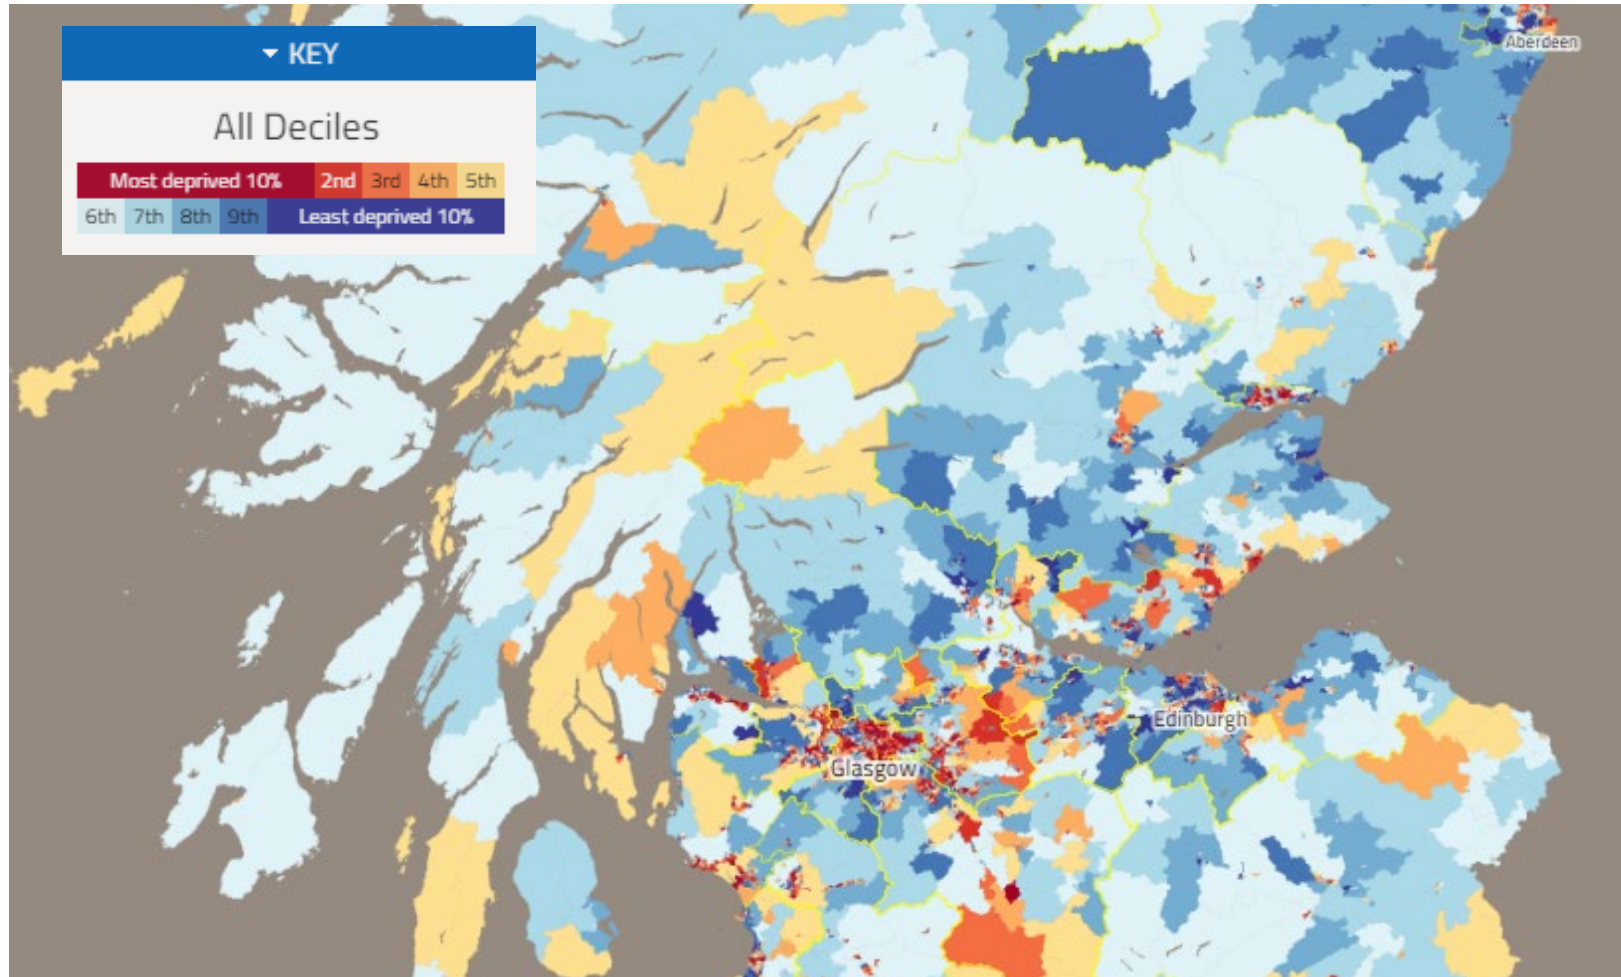 KEY
All Deciles
Most deprived 10% 2nd 3rd 4th 5th
6th 7th 8th 9th Least deprived 10%
Aberdeen
Edinburgh
Glasgow